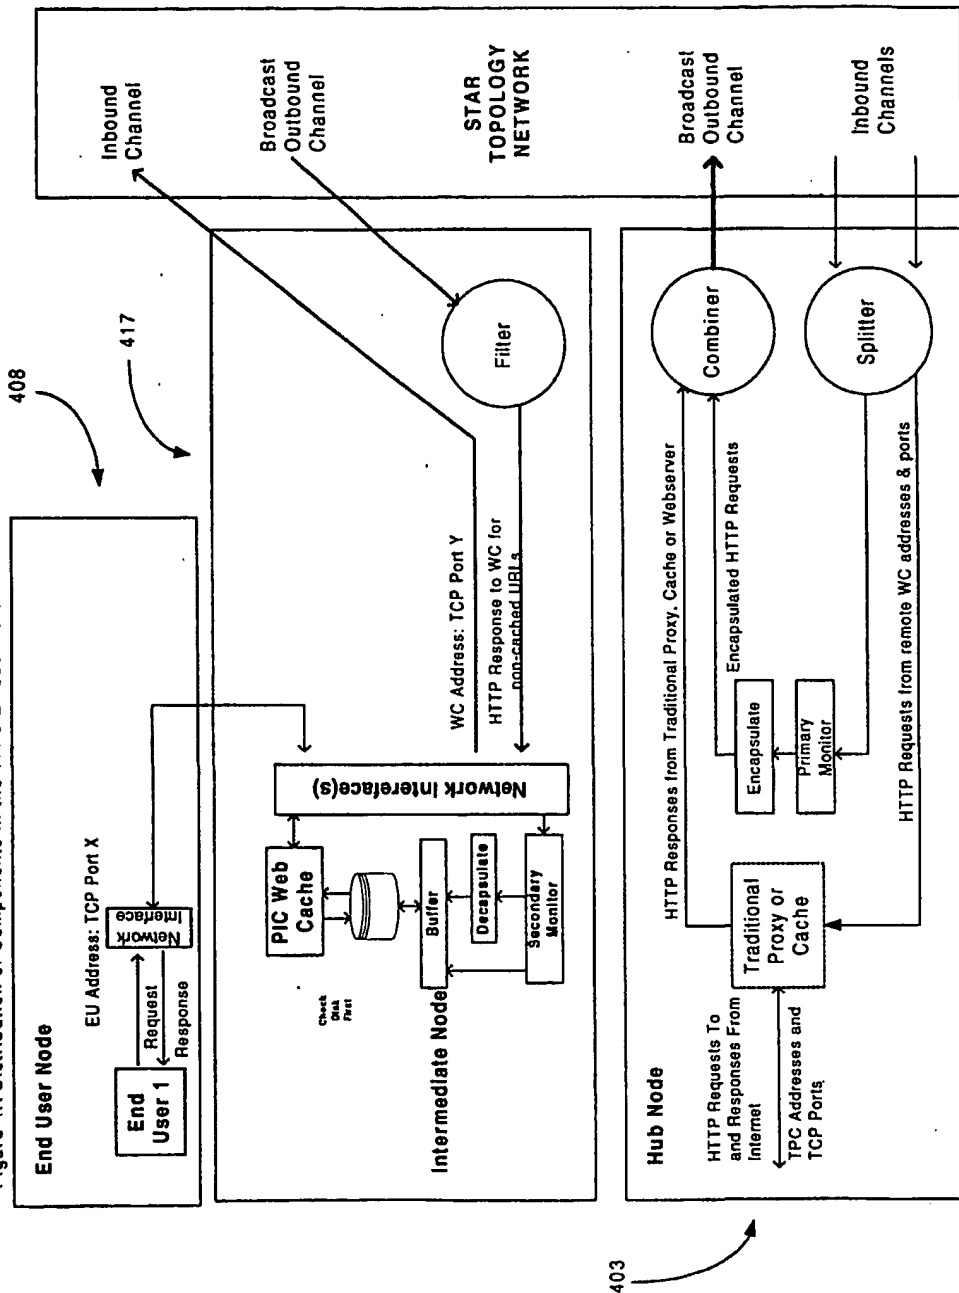 408
417
403
End User Node
EU Address: TCP Port X
End
User 1
Request
Response
Network
Interface
Intermediate Node
PIC Web
Cache
Check
Disk
First
Buffer
Decapsulate
Secondary
Monitor
Network Intereface(s)
WC Address: TCP Port Y
HTTP Response to WC for
non-cached URLs
Filter
Hub Node
HTTP Requests To
and Responses From
Internet
TPC Addresses and
TCP Ports
Traditional
Proxy or
Cache
HTTP Responses from Traditional Proxy, Cache or Webserver
Encapsulated HTTP Requests
Encapsulate
Primary
Monitor
HTTP Requests from remote WC addresses & ports
Combiner
Splitter
Inbound
Channel
Broadcast
Outbound
Channel
STAR
TOPOLOGY
NETWORK
Broadcast
Outbound
Channel
Inbound
Channels